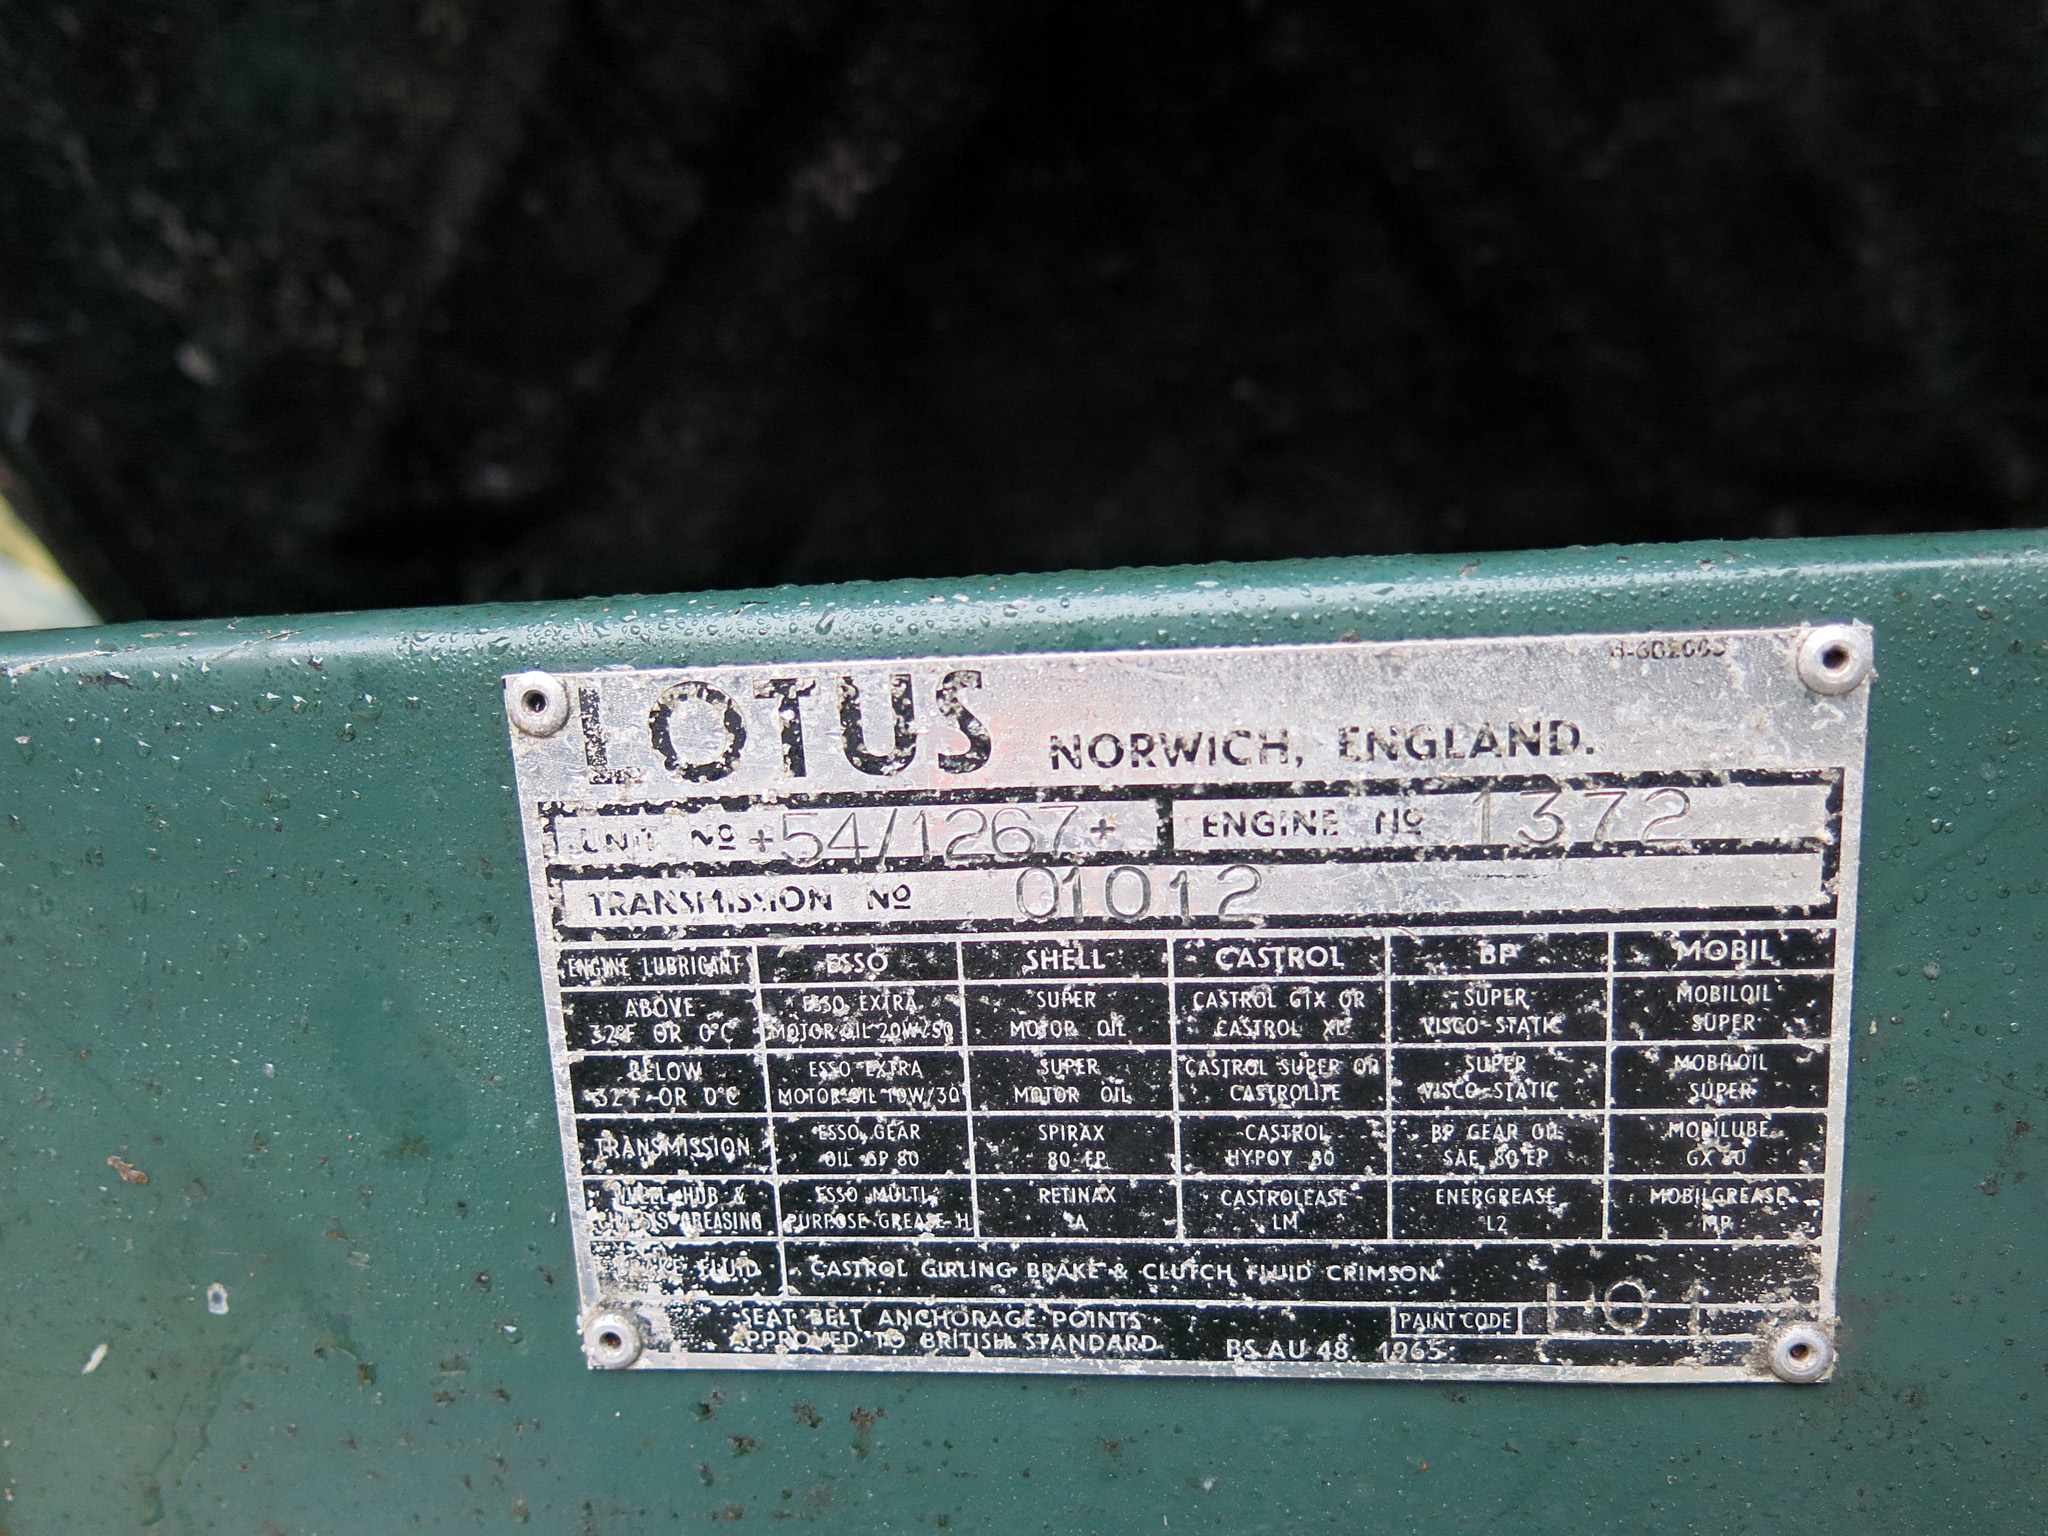 LOTUS NORWICH, ENGLAND.
UNIT Nº +54/1267+ ENGINE Nº 1372
TRANSMISSION Nº 01012
ENGINE LUBRICANT ESSO SHELL CASTROL BP MOBIL
ABOVE ESSO EXTRA SUPER CASTROL GTX OR SUPER MOBILOIL
32°F OR 0°C MOTOR OIL 20W/50 MOTOR OIL CASTROL XL VISCO-STATIC SUPER
BELOW ESSO EXTRA SUPER CASTROL SUPER OR SUPER MOBILOIL
32°F OR 0°C MOTOR OIL 10W/30 MOTOR OIL CASTROLITE VISCO-STATIC SUPER
TRANSMISSION ESSO GEAR SPIRAX CASTROL BP GEAR OIL MOBILUBE
OIL GP 80 80 EP HYPOY 80 SAE 80 EP GX 80
WHEEL HUB & ESSO MULTI RETINAX CASTROLEASE ENERGREASE MOBILGREASE
CHASSIS GREASING PURPOSE GREASE H A LM L2 MP
BRAKE FLUID CASTROL GIRLING BRAKE & CLUTCH FLUID CRIMSON
SEAT BELT ANCHORAGE POINTS
APPROVED TO BRITISH STANDARD BS AU 48. 1965. PAINT CODE